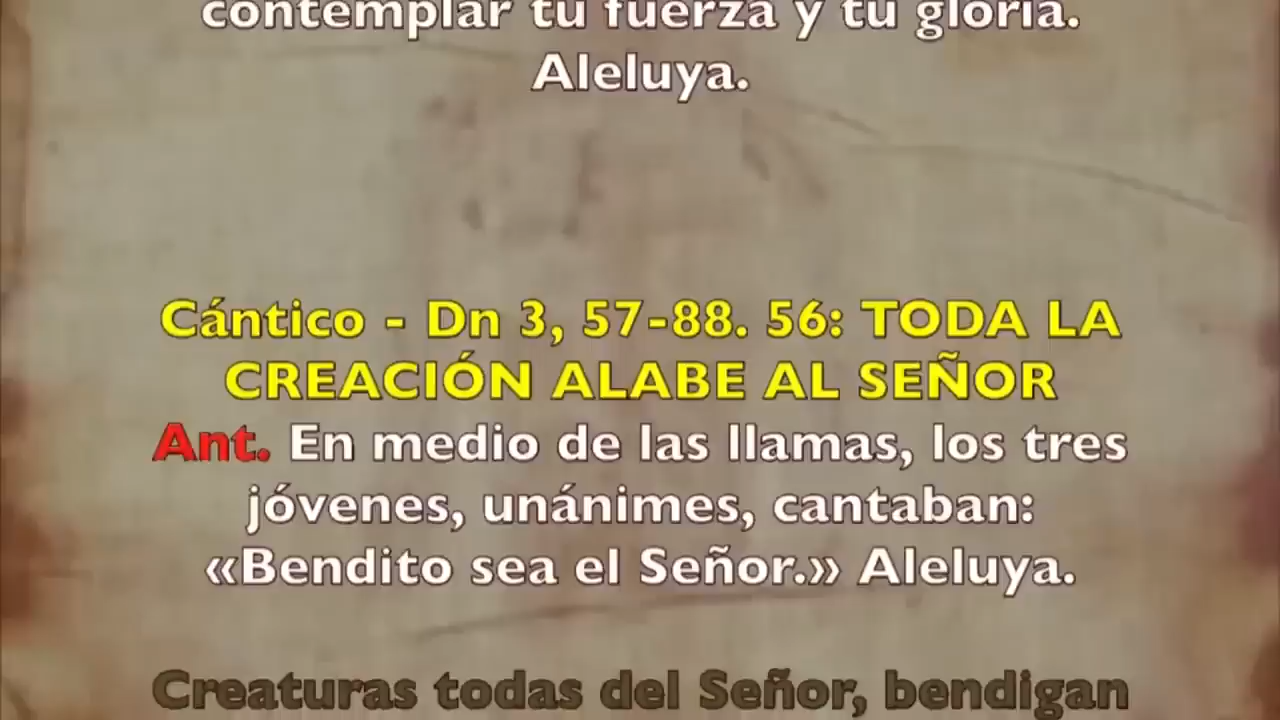 contemplar tu fuerza y tu gloria.
Aleluya.
Cántico - Dn 3, 57-88. 56: TODA LA
CREACIÓN ALABE AL SEÑOR
Ant. En medio de las llamas, los tres
jóvenes, unánimes, cantaban:
«Bendito sea el Señor.» Aleluya.
Creaturas todas del Señor, bendigan